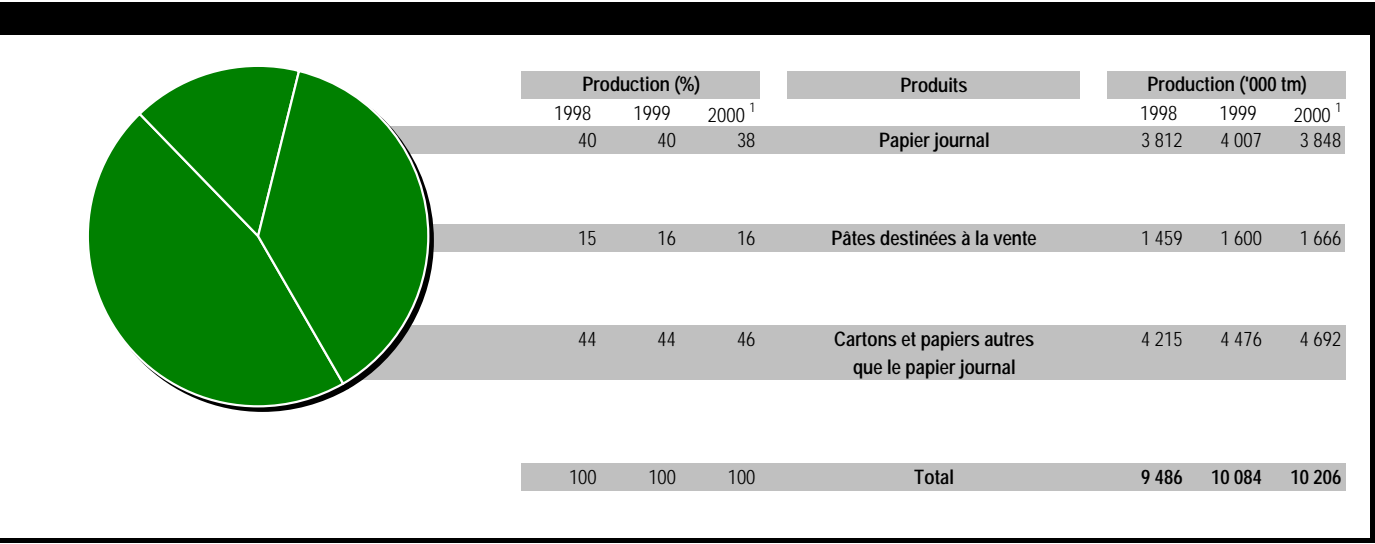 Production (%) Produits Production ('000 tm)
1998 1999 2000 1 1998 1999 2000 1
40 40 38 Papier journal 3 812 4 007 3 848
15 16 16 Pâtes destinées à la vente 1 459 1 600 1 666
44 44 46 Cartons et papiers autres 4 215 4 476 4 692
que le papier journal
100 100 100 Total 9 486 10 084 10 206